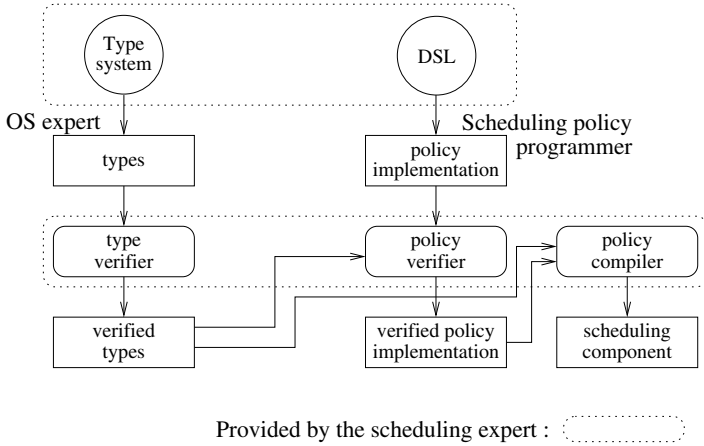 Type
system
DSL
OS expert
Scheduling policy
programmer
types
policy
implementation
type
verifier
policy
verifier
policy
compiler
verified
types
verified policy
implementation
scheduling
component
Provided by the scheduling expert :